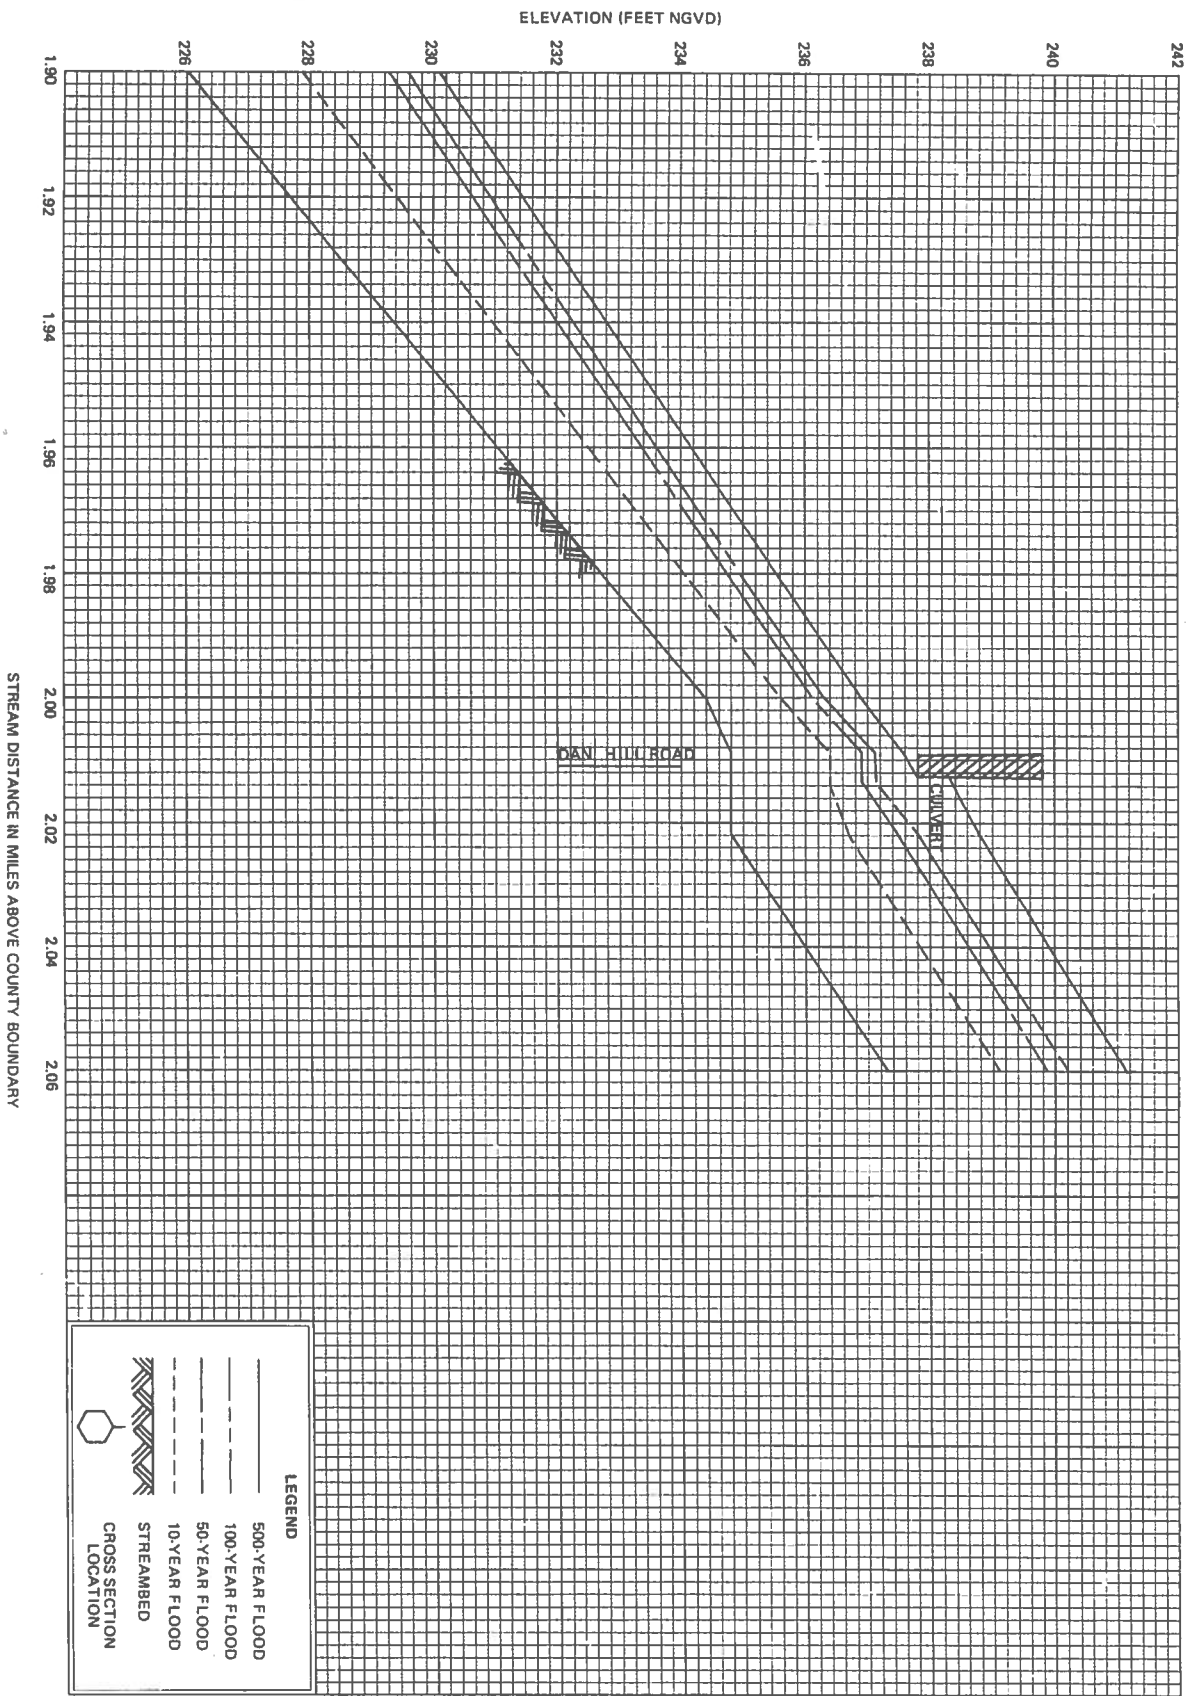 ELEVATION (FEET NGVD)
226
228
230
232
234
236
238
240
242
1.90
1.92
1.94
1.96
1.98
2.00
2.02
2.04
2.06
DAN HILL ROAD
CULVERT
STREAM DISTANCE IN MILES ABOVE COUNTY BOUNDARY
LEGEND
500-YEAR FLOOD
100-YEAR FLOOD
50-YEAR FLOOD
10-YEAR FLOOD
STREAMBED
CROSS SECTION
LOCATION